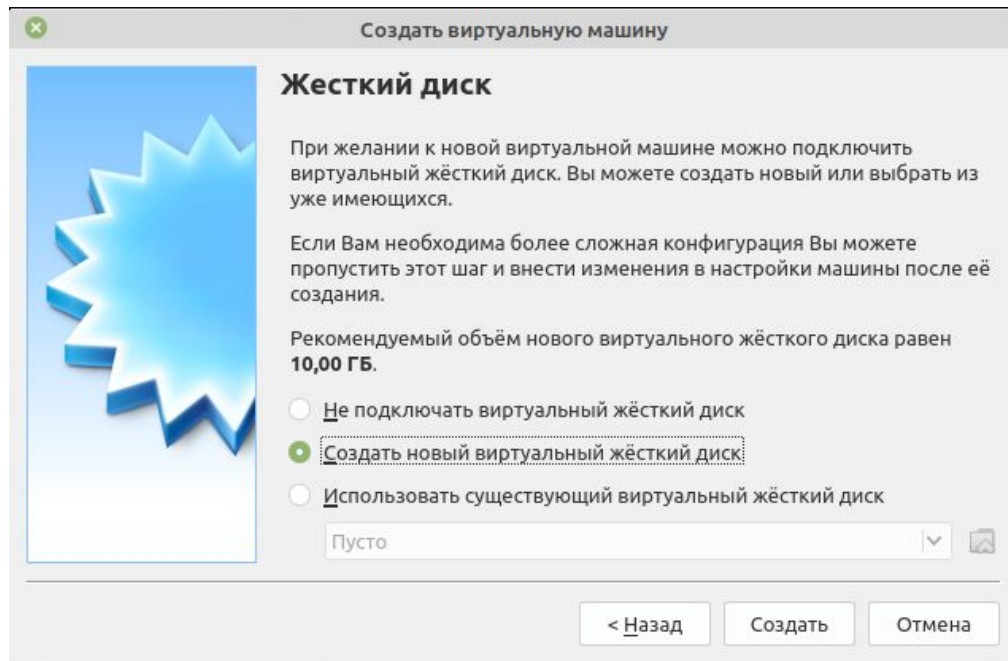 Создать виртуальную машину
Жесткий диск
При желании к новой виртуальной машине можно подключить
виртуальный жёсткий диск. Вы можете создать новый или выбрать из
уже имеющихся.
Если Вам необходима более сложная конфигурация Вы можете
пропустить этот шаг и внести изменения в настройки машины после её
создания.
Рекомендуемый объём нового виртуального жёсткого диска равен
10,00 ГБ.
Не подключать виртуальный жёсткий диск
Создать новый виртуальный жёсткий диск
Использовать существующий виртуальный жёсткий диск
Пусто
< Назад
Создать
Отмена